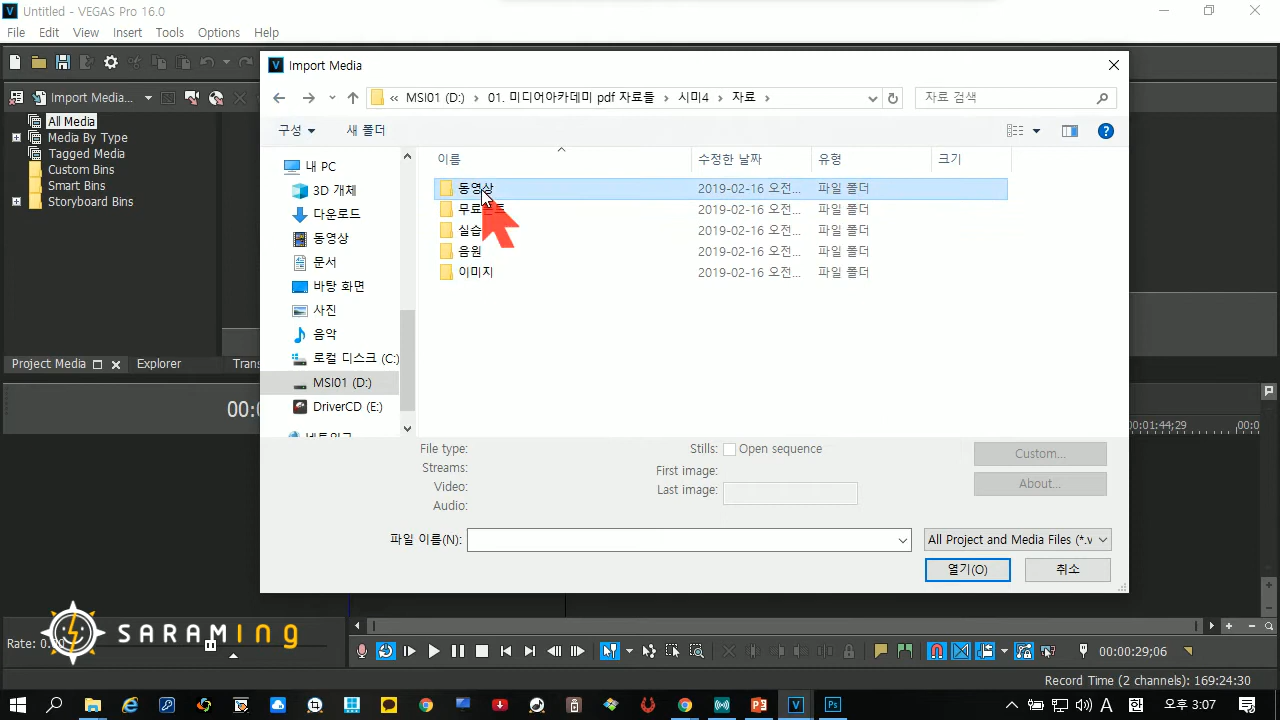 Untitled - VEGAS Pro 16.0
File Edit View Insert Tools Options Help
Import Media...
All Media
Media By Type
Tagged Media
Custom Bins
Smart Bins
Storyboard Bins
Project Media
Explorer
Trans
Import Media
« MSI01 (D:) › 01. 미디어아카데미 pdf 자료들 › 시미4 › 자료 ›
자료 검색
구성
새 폴더
내 PC
3D 개체
다운로드
동영상
문서
바탕 화면
사진
음악
로컬 디스크 (C:)
MSI01 (D:)
DriverCD (E:)
이름 수정한 날짜 유형 크기
동영상 2019-02-16 오전... 파일 폴더
2019-02-16 오전... 파일 폴더
실습 2019-02-16 오전... 파일 폴더
음원 2019-02-16 오전... 파일 폴더
이미지 2019-02-16 오전... 파일 폴더
File type:
Streams:
Video:
Audio:
Stills: Open sequence
First image:
Last image:
Custom...
About...
파일 이름(N):
All Project and Media Files (*.v
열기(O)
취소
00:0
00:01:44;29
,00:0
Rate:
SARAMING
00:00:29;06
Record Time (2 channels): 169:24:30
A 한 오후 3:07